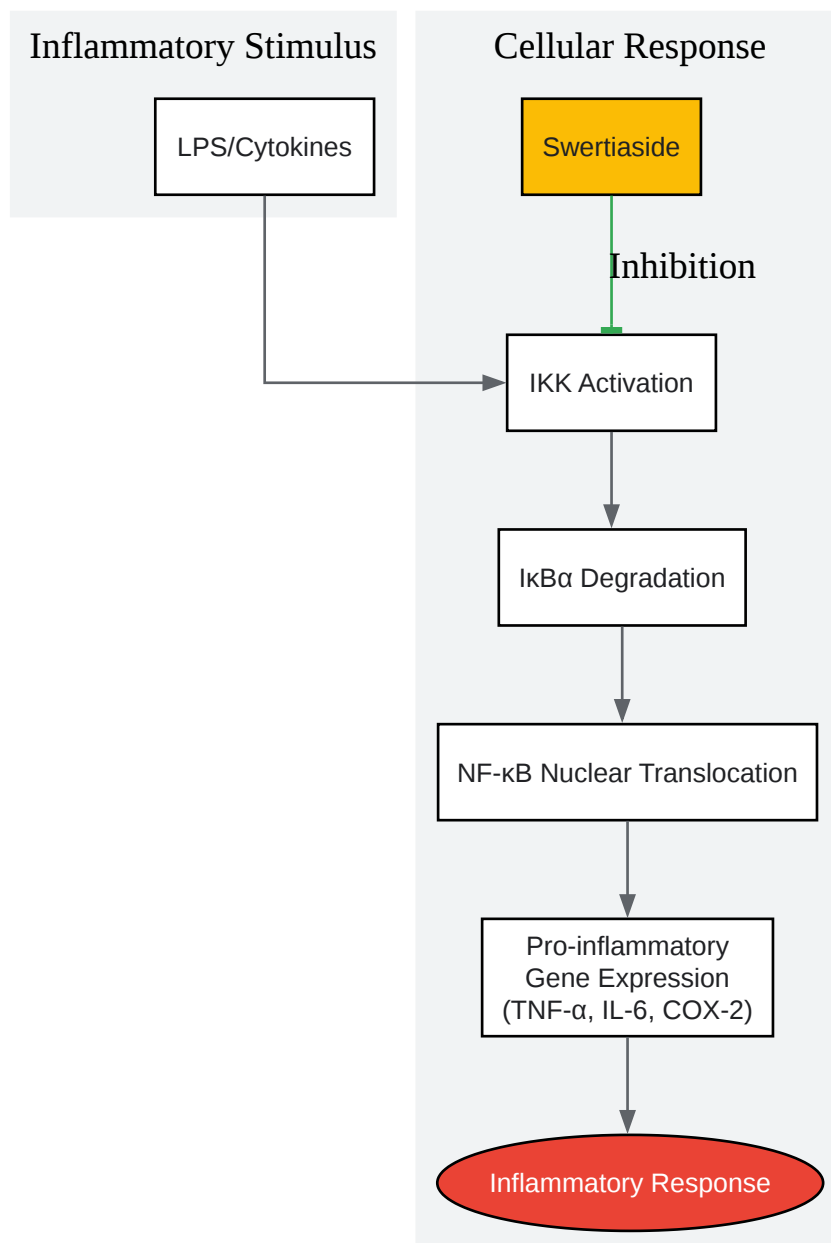 Inflammatory Stimulus
Cellular Response
LPS/Cytokines
Swertiaside
Inhibition
IKK Activation
IκBα Degradation
NF-κB Nuclear Translocation
Pro-inflammatory
Gene Expression
(TNF-α, IL-6, COX-2)
Inflammatory Response